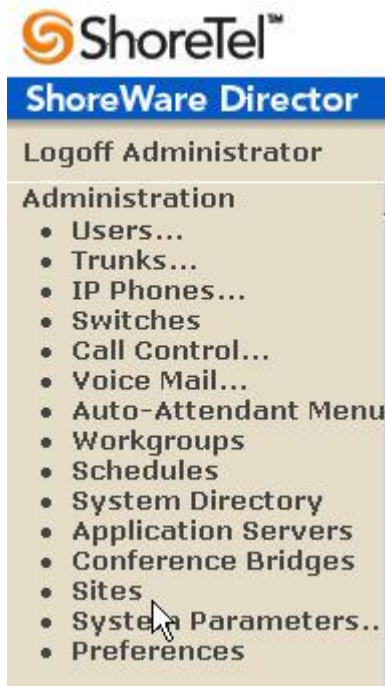 ShoreTel™
ShoreWare Director
Logoff Administrator
Administration
• Users...
• Trunks...
• IP Phones...
• Switches
• Call Control...
• Voice Mail...
• Auto-Attendant Menu
• Workgroups
• Schedules
• System Directory
• Application Servers
• Conference Bridges
• Sites
• System Parameters..
• Preferences